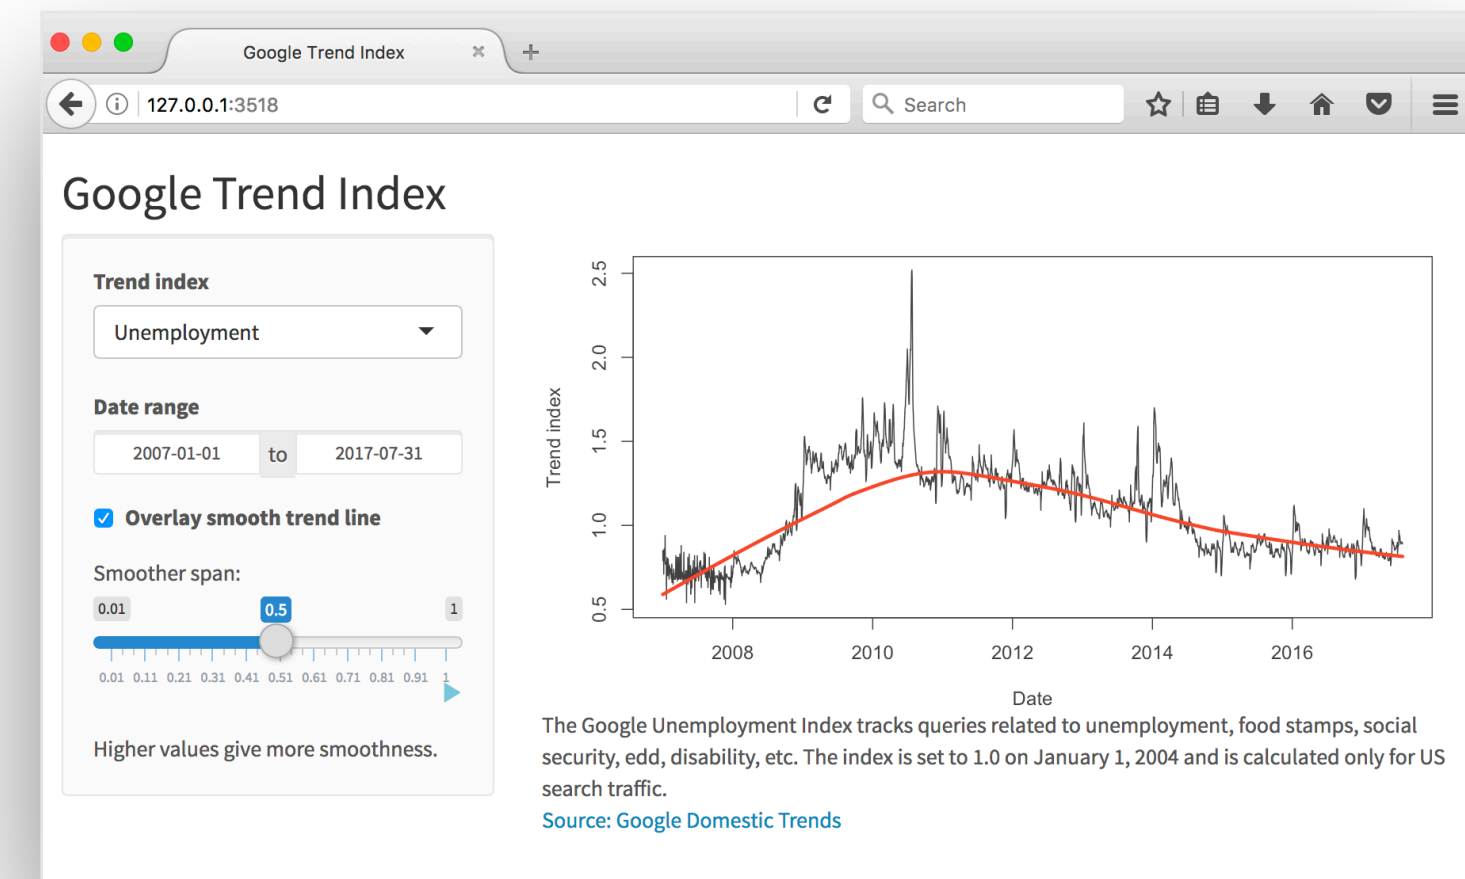 Google Trend Index
127.0.0.1:3518
Search
Google Trend Index
Trend index
Unemployment
Date range
2007-01-01 to 2017-07-31
Overlay smooth trend line
Smoother span:
0.01 0.5 1
0.01 0.11 0.21 0.31 0.41 0.51 0.61 0.71 0.81 0.91 1
Higher values give more smoothness.
Trend index
2.5
2.0
1.5
1.0
0.5
2008 2010 2012 2014 2016
Date
The Google Unemployment Index tracks queries related to unemployment, food stamps, social
security, edd, disability, etc. The index is set to 1.0 on January 1, 2004 and is calculated only for US
search traffic.
Source: Google Domestic Trends